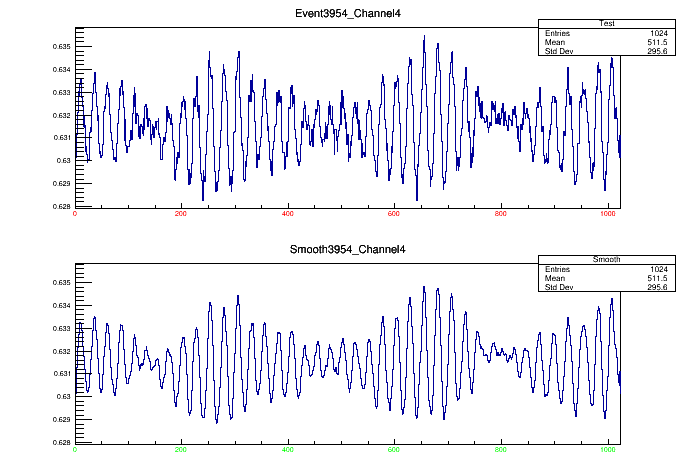 Event3954_Channel4
Test
Entries 1024
Mean 511.5
Std Dev 295.6
0.635
0.634
0.633
0.632
0.631
0.63
0.629
0.628
0 200 400 600 800 1000
Smooth3954_Channel4
Smooth
Entries 1024
Mean 511.5
Std Dev 295.6
0.635
0.634
0.633
0.632
0.631
0.63
0.629
0.628
0 200 400 600 800 1000